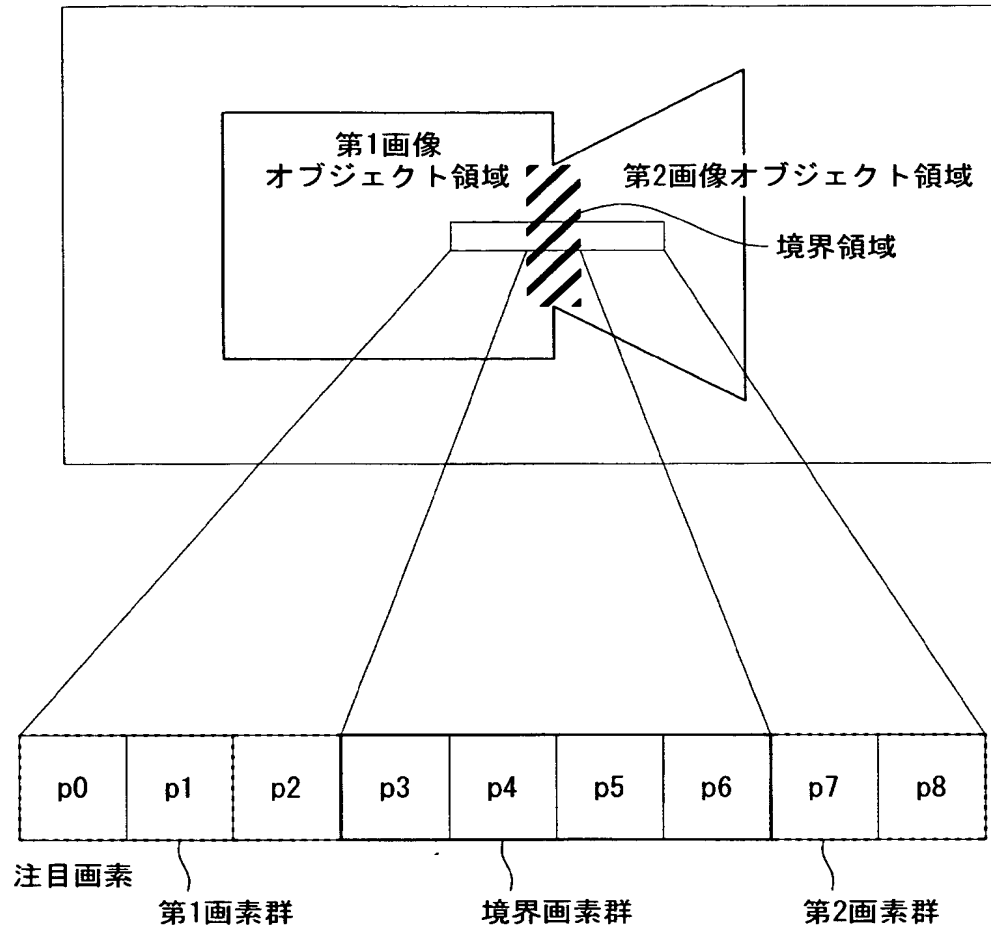 第1画像
オブジェクト領域
第2画像オブジェクト領域
境界領域
p0 p1 p2 p3 p4 p5 p6 p7 p8
注目画素
第1画素群 境界画素群 第2画素群